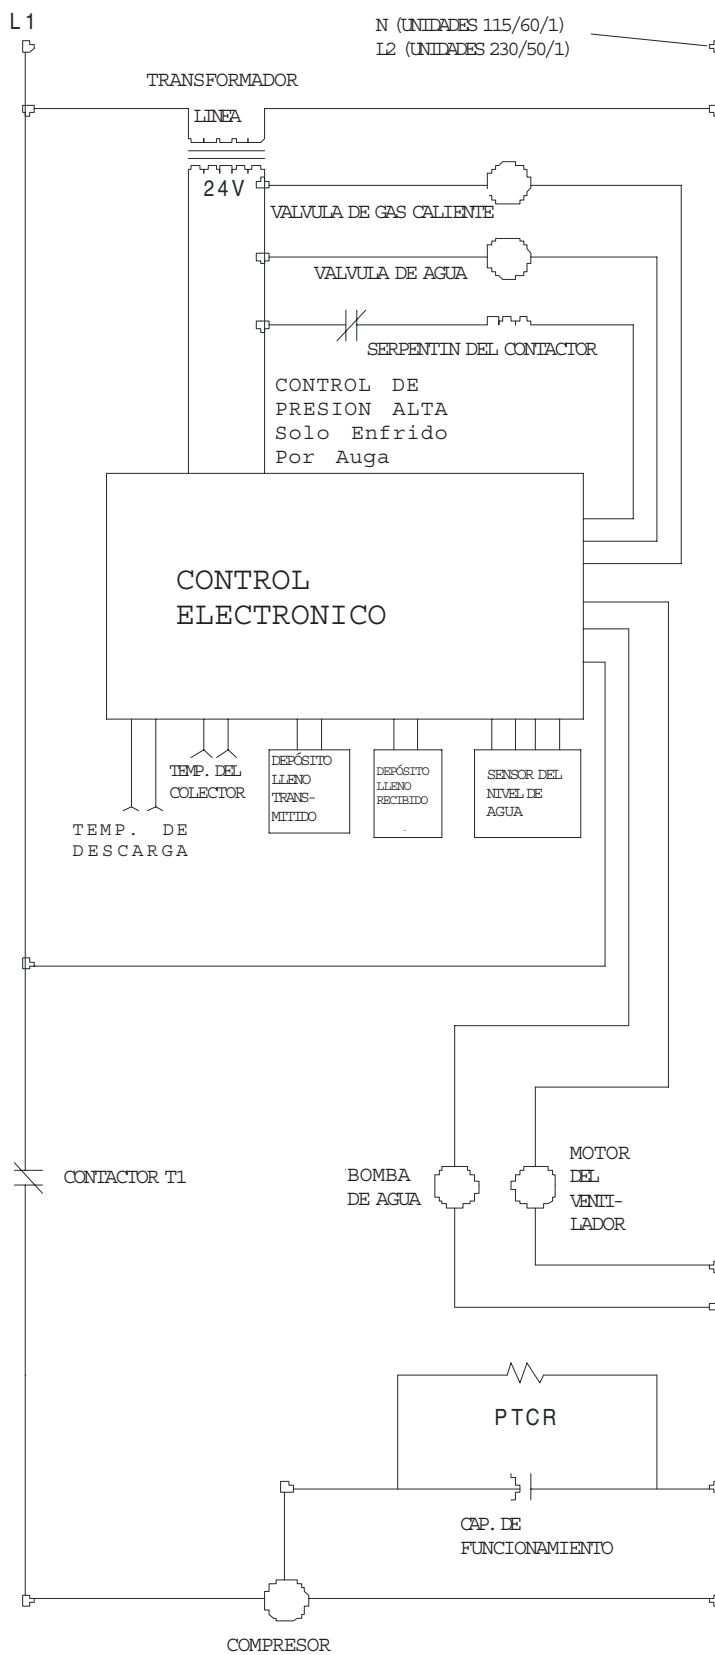 L1
N (UNIDADES 115/60/1)
L2 (UNIDADES 230/50/1)
TRANSFORMADOR
LINEA
24V
VALVULA DE GAS CALIENTE
VALVULA DE AGUA
SERPENTIN DEL CONTACTOR
CONTROL DE
PRESION ALTA
Solo Enfrido
Por Auga
CONTROL
ELECTRONICO
TEMP. DEL
COLECTOR
DEPÓSITO
LLENO
TRANS-
MITIDO
DEPÓSITO
LLENO
RECIBIDO
SENSOR DEL
NIVEL DE
AGUA
TEMP. DE
DESCARGA
CONTACTOR T1
BOMBA
DE AGUA
MOTOR
DEL
VENTI-
LADOR
PTCR
CAP. DE
FUNCIONAMIENTO
COMPRESOR